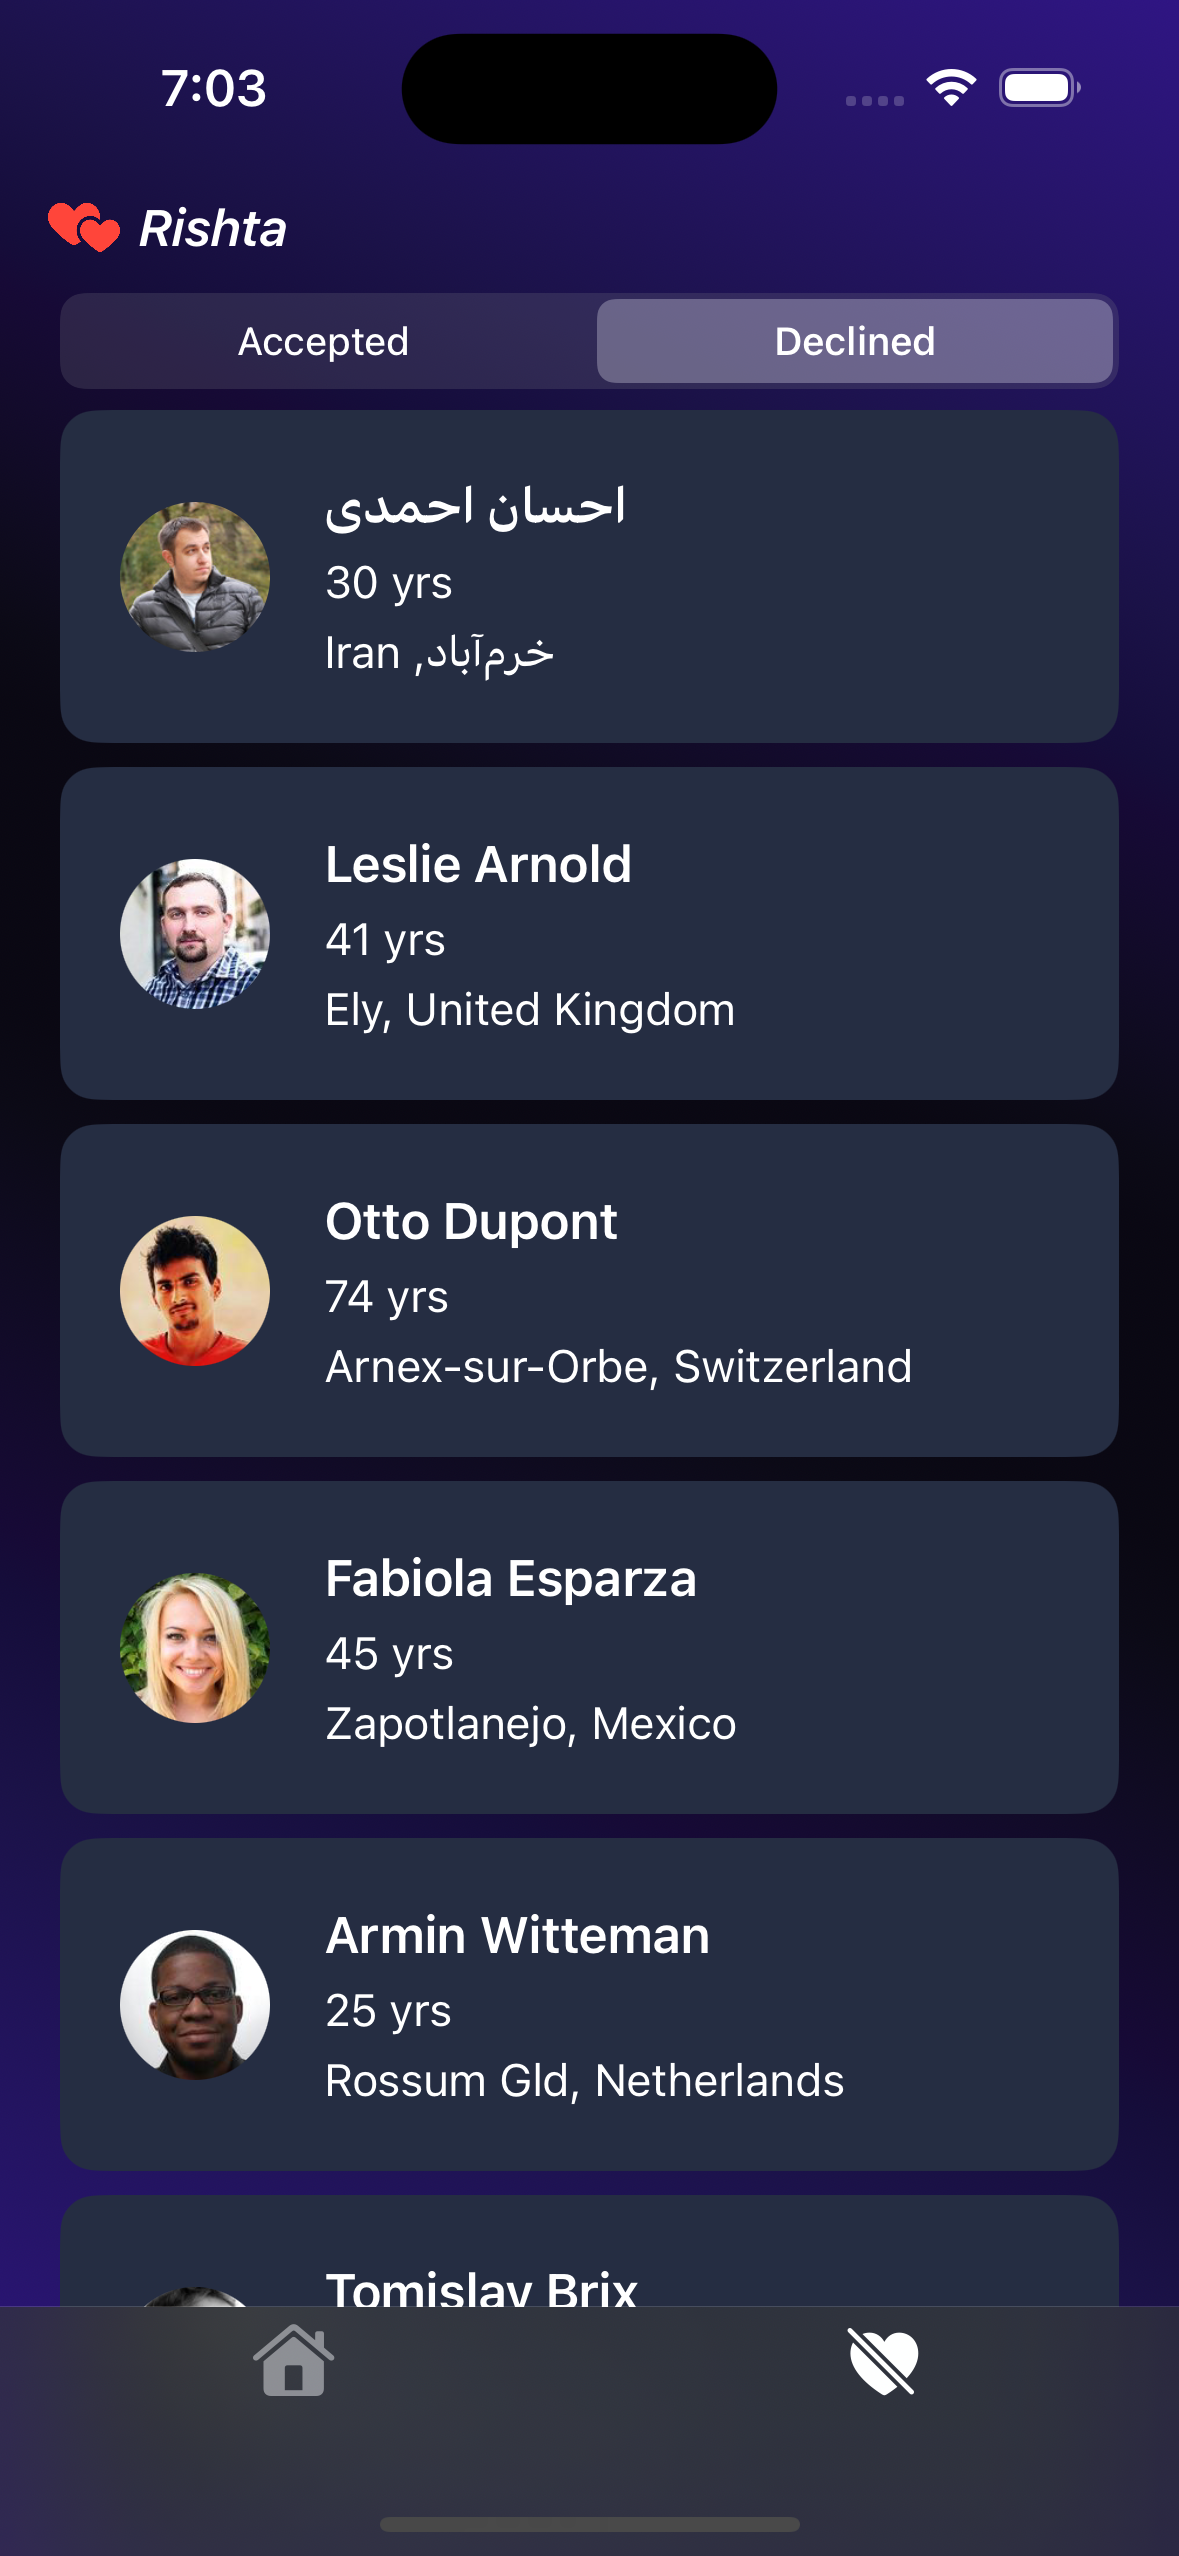 7:03
Rishta
Accepted
Declined
احسان احمدی
30 yrs
Iran ,خرم‌آباد
Leslie Arnold
41 yrs
Ely, United Kingdom
Otto Dupont
74 yrs
Arnex-sur-Orbe, Switzerland
Fabiola Esparza
45 yrs
Zapotlanejo, Mexico
Armin Witteman
25 yrs
Rossum Gld, Netherlands
Tomislav Brix